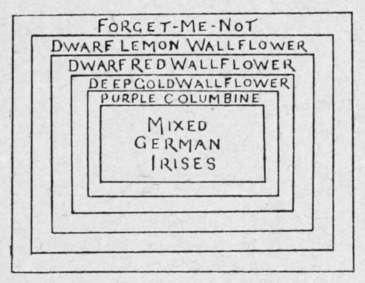 FORGET-ME-NOT
DWARF LEMON WALLFLOWER
DWARF RED WALLFLOWER
DEEP GOLD WALLFLOWER
PURPLE COLUMBINE
MIXED
GERMAN
IRISES